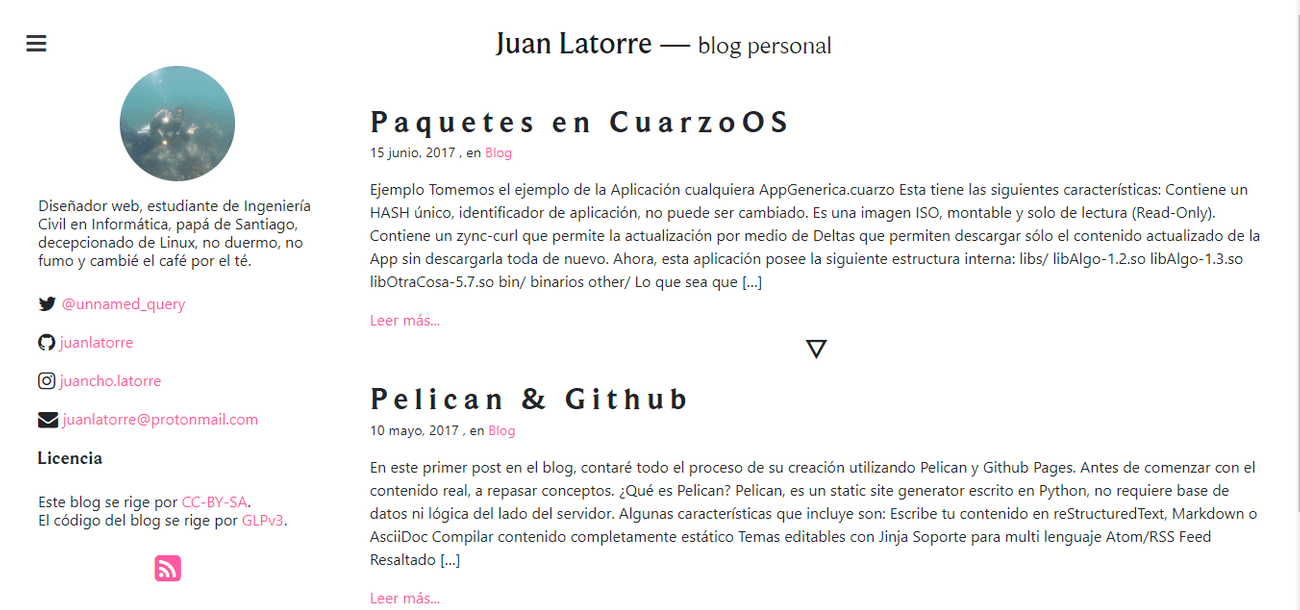 Juan Latorre — blog personal
Diseñador web, estudiante de Ingeniería
Civil en Informática, papá de Santiago,
decepcionado de Linux, no duermo, no
fumo y cambié el café por el té.
@unnamed_query
juanlatorre
juancho.latorre
juanlatorre@protonmail.com
Licencia
Este blog se rige por CC-BY-SA.
El código del blog se rige por GLPv3.
Paquetes en CuarzoOS
15 junio, 2017 , en Blog
Ejemplo Tomemos el ejemplo de la Aplicación cualquiera AppGenerica.cuarzo Esta tiene las siguientes características: Contiene un
HASH único, identificador de aplicación, no puede ser cambiado. Es una imagen ISO, montable y solo de lectura (Read-Only).
Contiene un zync-curl que permite la actualización por medio de Deltas que permiten descargar sólo el contenido actualizado de la
App sin descargarla toda de nuevo. Ahora, esta aplicación posee la siguiente estructura interna: libs/ libAlgo-1.2.so libAlgo-1.3.so
libOtraCosa-5.7.so bin/ binarios other/ Lo que sea que [...]
Leer más...
Pelican & Github
10 mayo, 2017 , en Blog
En este primer post en el blog, contaré todo el proceso de su creación utilizando Pelican y Github Pages. Antes de comenzar con el
contenido real, a repasar conceptos. ¿Qué es Pelican? Pelican, es un static site generator escrito en Python, no requiere base de
datos ni lógica del lado del servidor. Algunas características que incluye son: Escribe tu contenido en reStructuredText, Markdown o
AsciiDoc Compilar contenido completamente estático Temas editables con Jinja Soporte para multi lenguaje Atom/RSS Feed
Resaltado [...]
Leer más...